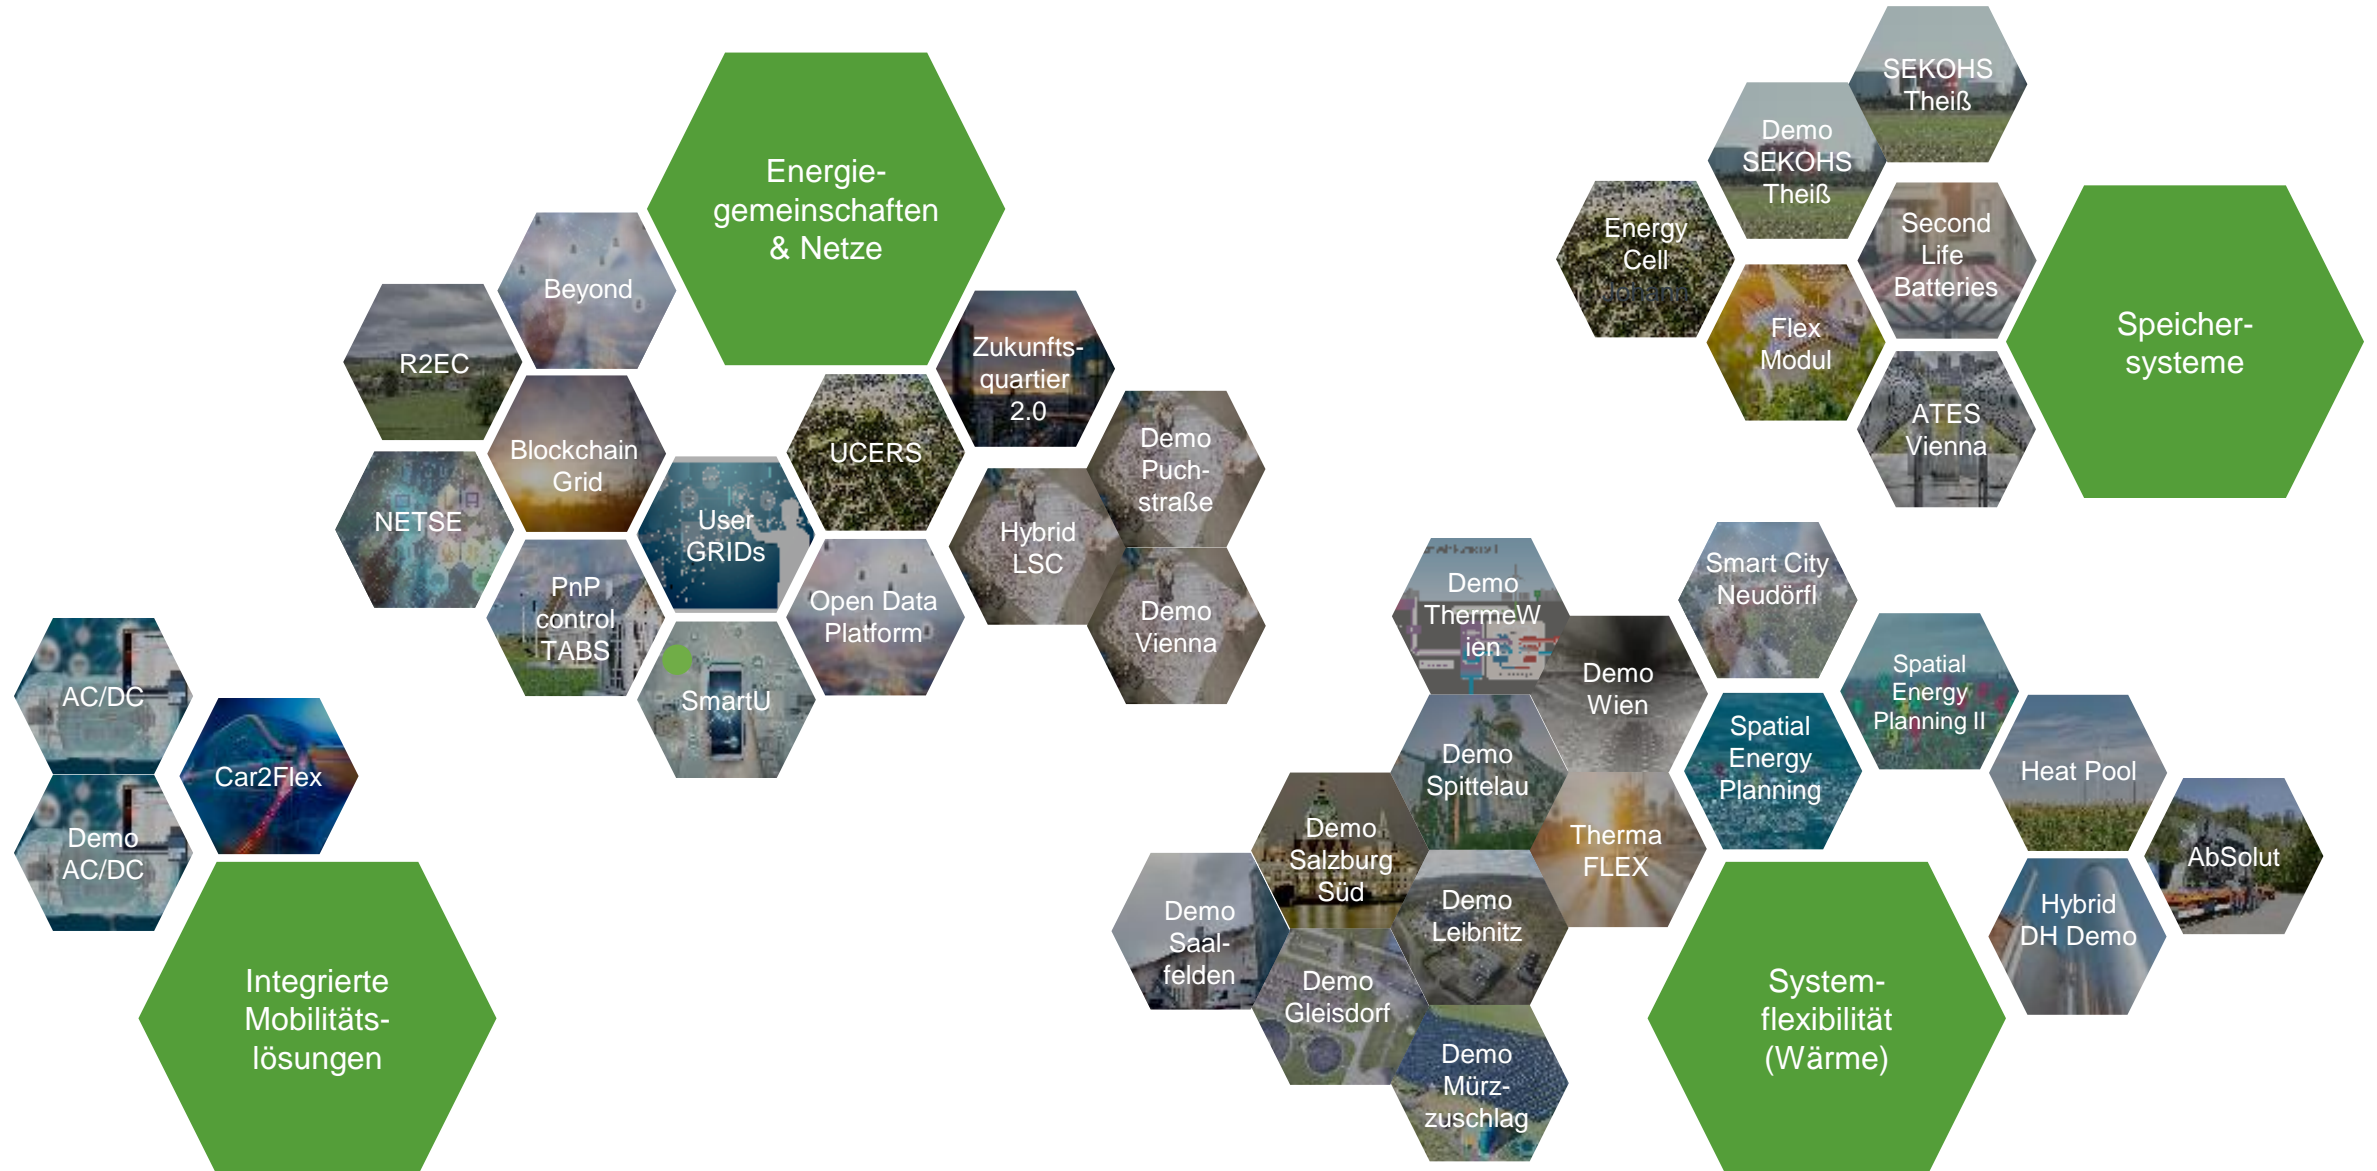 Energie-
gemeinschaften
& Netze
Beyond
R2EC
Blockchain
Grid
NETSE
PnP
control
TABS
User
GRIDs
SmartU
UCERS
Open Data
Platform
Zukunfts-
quartier
2.0
Hybrid
LSC
Demo
Puch-
straße
Demo
Vienna
AC/DC
Demo
AC/DC
Car2Flex
Integrierte
Mobilitäts-
lösungen
SEKOHS
Theiß
Demo
SEKOHS
Theiß
Energy
Cell
Johann
Second
Life
Batteries
Flex
Modul
ATES
Vienna
Speicher-
systeme
Demo
ThermeW
ien
Demo
Wien
Smart City
Neudörfl
Spatial
Energy
Planning II
Spatial
Energy
Planning
Heat Pool
AbSolut
Hybrid
DH Demo
Demo
Spittelau
Therma
FLEX
Demo
Salzburg
Süd
Demo
Leibnitz
Demo
Saal-
felden
Demo
Gleisdorf
Demo
Mürz-
zuschlag
System-
flexibilität
(Wärme)